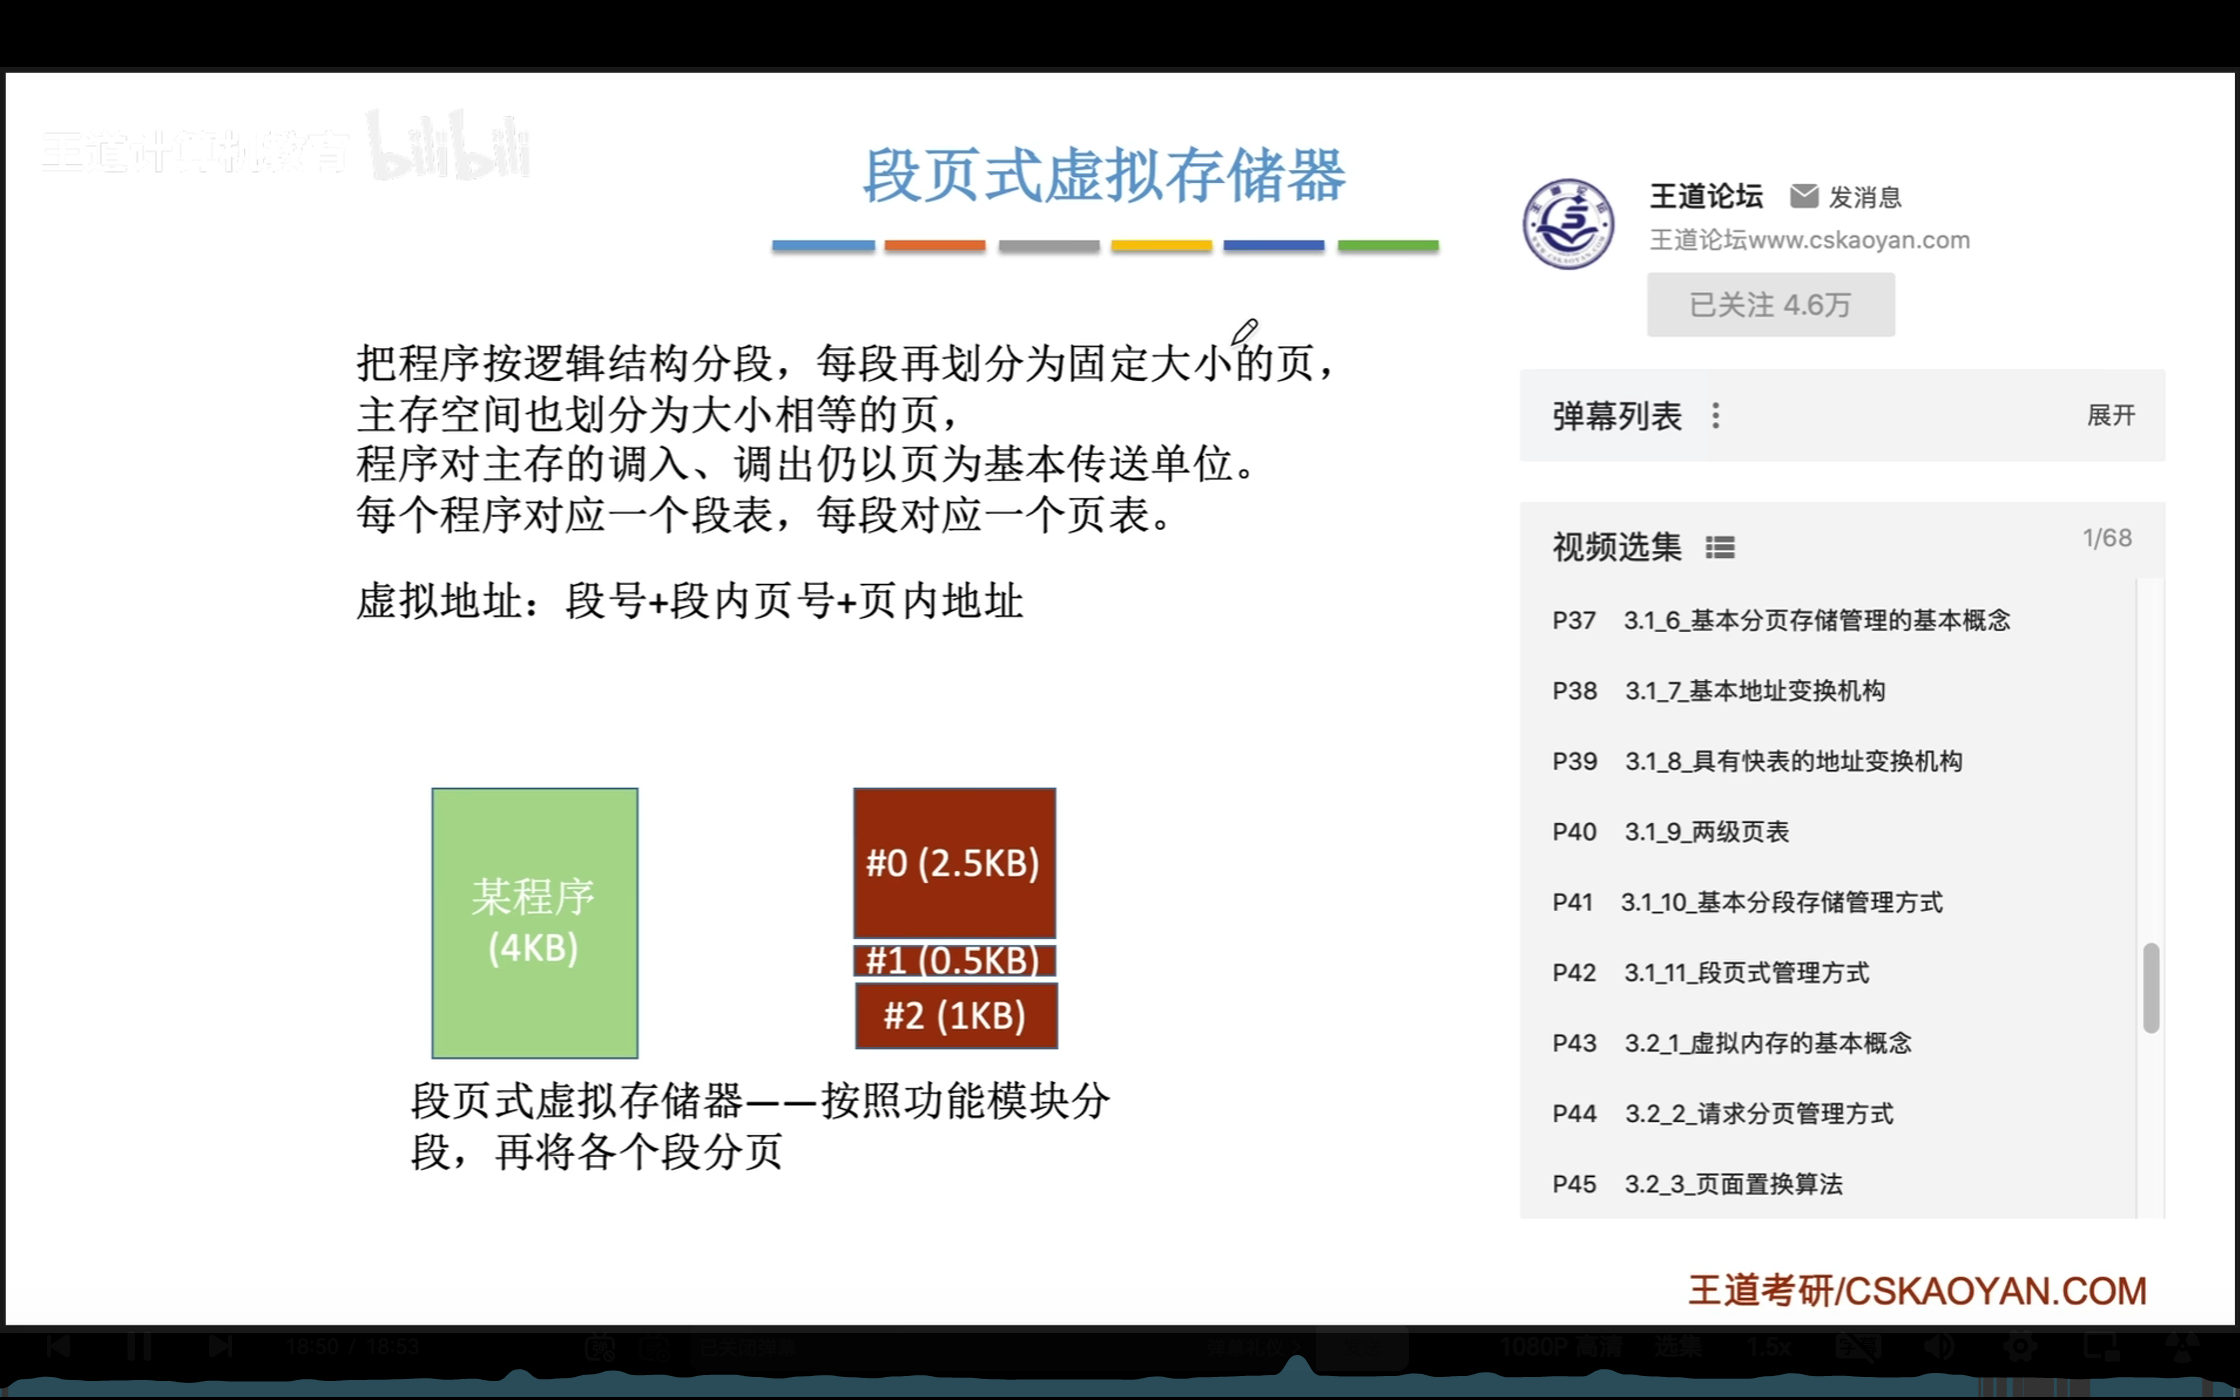 王道计算机教育 bilibili
段页式虚拟存储器
把程序按逻辑结构分段，每段再划分为固定大小的页，
主存空间也划分为大小相等的页，
程序对主存的调入、调出仍以页为基本传送单位。
每个程序对应一个段表，每段对应一个页表。
虚拟地址：段号+段内页号+页内地址
某程序
(4KB)
#0 (2.5KB)
#1 (0.5KB)
#2 (1KB)
段页式虚拟存储器——按照功能模块分
段，再将各个段分页
王道论坛 发消息
王道论坛www.cskaoyan.com
已关注 4.6万
弹幕列表 展开
视频选集 1/68
P37 3.1_6_基本分页存储管理的基本概念
P38 3.1_7_基本地址变换机构
P39 3.1_8_具有快表的地址变换机构
P40 3.1_9_两级页表
P41 3.1_10_基本分段存储管理方式
P42 3.1_11_段页式管理方式
P43 3.2_1_虚拟内存的基本概念
P44 3.2_2_请求分页管理方式
P45 3.2_3_页面置换算法
王道考研/CSKAOYAN.COM
18:50 / 18:53 已关闭弹幕 弹幕礼仪 1080P 高清 选集 1.5x